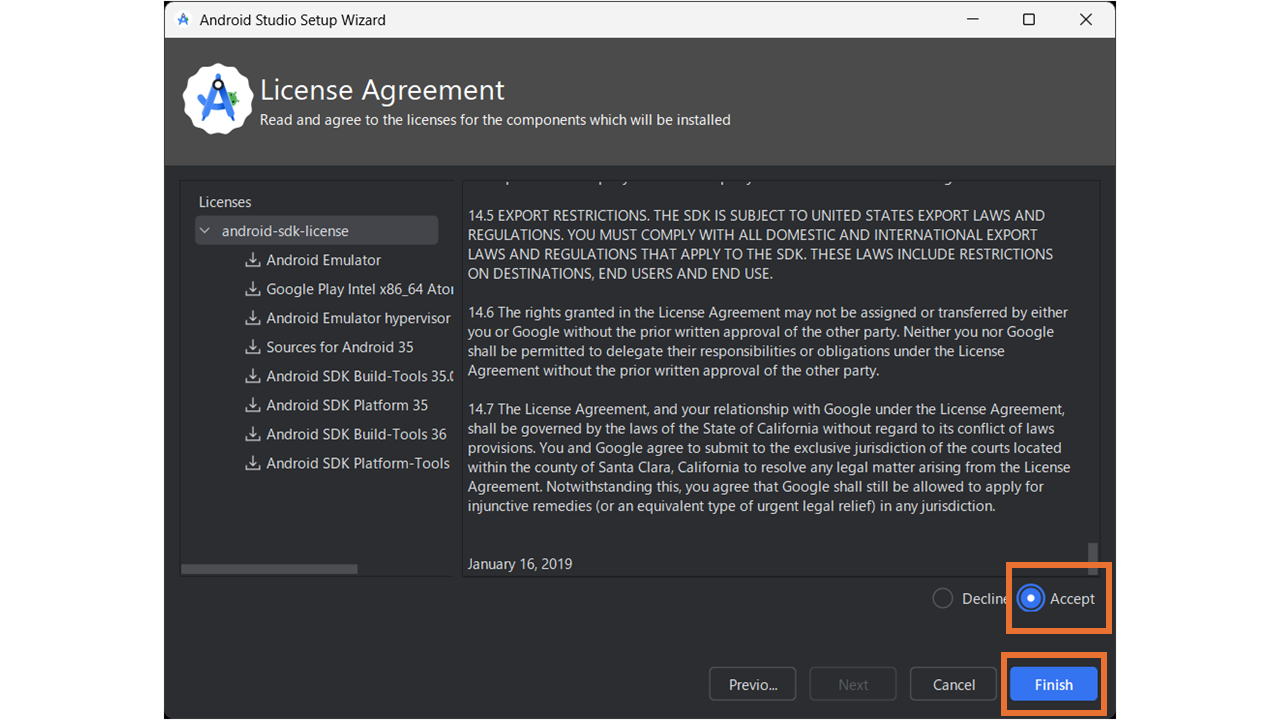 Android Studio Setup Wizard
License Agreement
Read and agree to the licenses for the components which will be installed
Licenses
android-sdk-license
Android Emulator
Google Play Intel x86_64 Ato
Android Emulator hypervisor
Sources for Android 35
Android SDK Build-Tools 35.0
Android SDK Platform 35
Android SDK Build-Tools 36
Android SDK Platform-Tools
14.5 EXPORT RESTRICTIONS. THE SDK IS SUBJECT TO UNITED STATES EXPORT LAWS AND
REGULATIONS. YOU MUST COMPLY WITH ALL DOMESTIC AND INTERNATIONAL EXPORT
LAWS AND REGULATIONS THAT APPLY TO THE SDK. THESE LAWS INCLUDE RESTRICTIONS
ON DESTINATIONS, END USERS AND END USE.
14.6 The rights granted in the License Agreement may not be assigned or transferred by either
you or Google without the prior written approval of the other party. Neither you nor Google
shall be permitted to delegate their responsibilities or obligations under the License
Agreement without the prior written approval of the other party.
14.7 The License Agreement, and your relationship with Google under the License Agreement,
shall be governed by the laws of the State of California without regard to its conflict of laws
provisions. You and Google agree to submit to the exclusive jurisdiction of the courts located
within the county of Santa Clara, California to resolve any legal matter arising from the License
Agreement. Notwithstanding this, you agree that Google shall still be allowed to apply for
injunctive remedies (or an equivalent type of urgent legal relief) in any jurisdiction.
January 16, 2019
Decline Accept
Previo... Next Cancel Finish